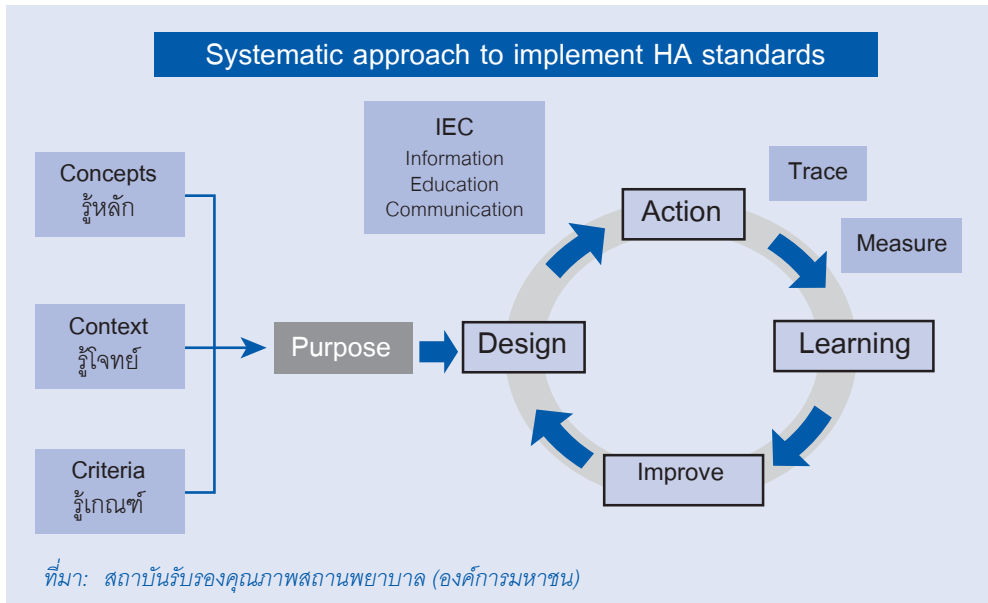 Systematic approach to implement HA standards
IEC
Information
Education
Communication
Concepts
รู้หลัก
Context
รู้โจทย์
Criteria
รู้เกณฑ์
Purpose
Design
Action
Trace
Measure
Learning
Improve
ที่มา: สถาบันรับรองคุณภาพสถานพยาบาล (องค์การมหาชน)